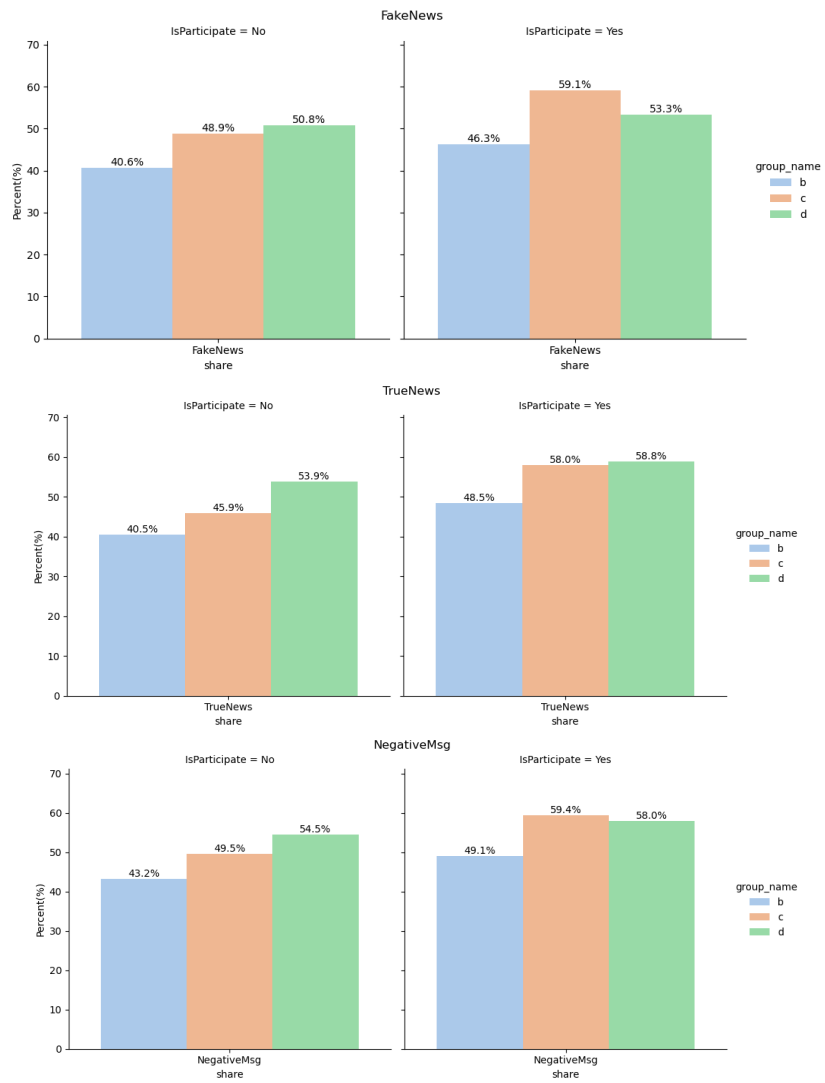 FakeNews
IsParticipate = No
IsParticipate = Yes
70
60
50
40
30
20
10
0
Percent(%)
40.6%
48.9%
50.8%
46.3%
59.1%
53.3%
FakeNews
share
FakeNews
share
group_name
b
c
d
TrueNews
IsParticipate = No
IsParticipate = Yes
70
60
50
40
30
20
10
0
Percent(%)
40.5%
45.9%
53.9%
48.5%
58.0%
58.8%
TrueNews
share
TrueNews
share
group_name
b
c
d
NegativeMsg
IsParticipate = No
IsParticipate = Yes
70
60
50
40
30
20
10
0
Percent(%)
43.2%
49.5%
54.5%
49.1%
59.4%
58.0%
NegativeMsg
share
NegativeMsg
share
group_name
b
c
d